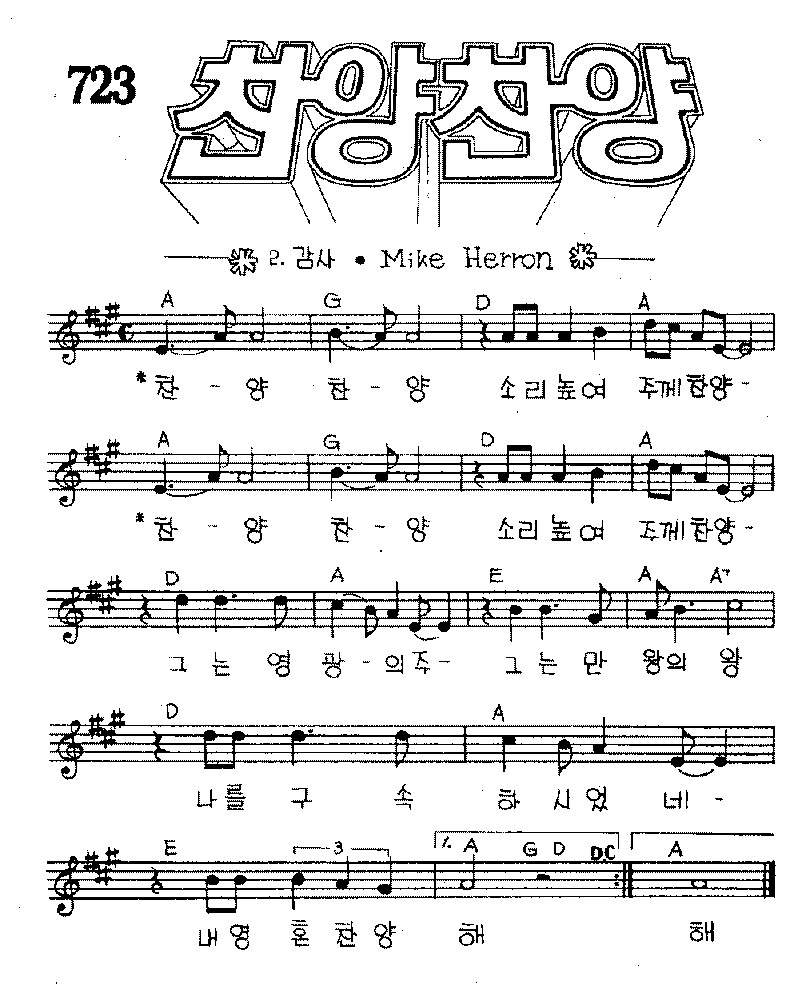 723
찬양찬양
2. 감사 • Mike Herron
A G D A
* 찬 - 양 찬 - 양 소리높여 주께찬양 -
A G D A
* 찬 - 양 찬 - 양 소리높여 주께찬양 -
D A E A A7
그 는 영 광 - 의 주 - 그 는 만 왕의 왕
D A
나를 구 속 하 시었 네 -
E 3 1. A G D D.C A
내영 혼 찬 양 해 해